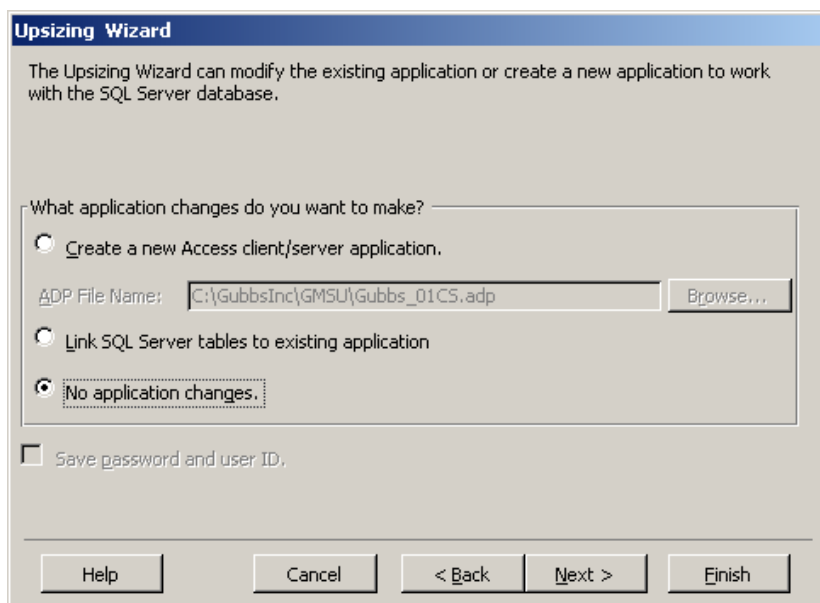 Upsizing Wizard
The Upsizing Wizard can modify the existing application or create a new application to work
with the SQL Server database.
What application changes do you want to make?
Create a new Access client/server application.
ADP File Name: C:\GubbsInc\GMSU\Gubbs_01CS.adp Browse...
Link SQL Server tables to existing application
No application changes.
Save password and user ID.
Help Cancel < Back Next > Finish